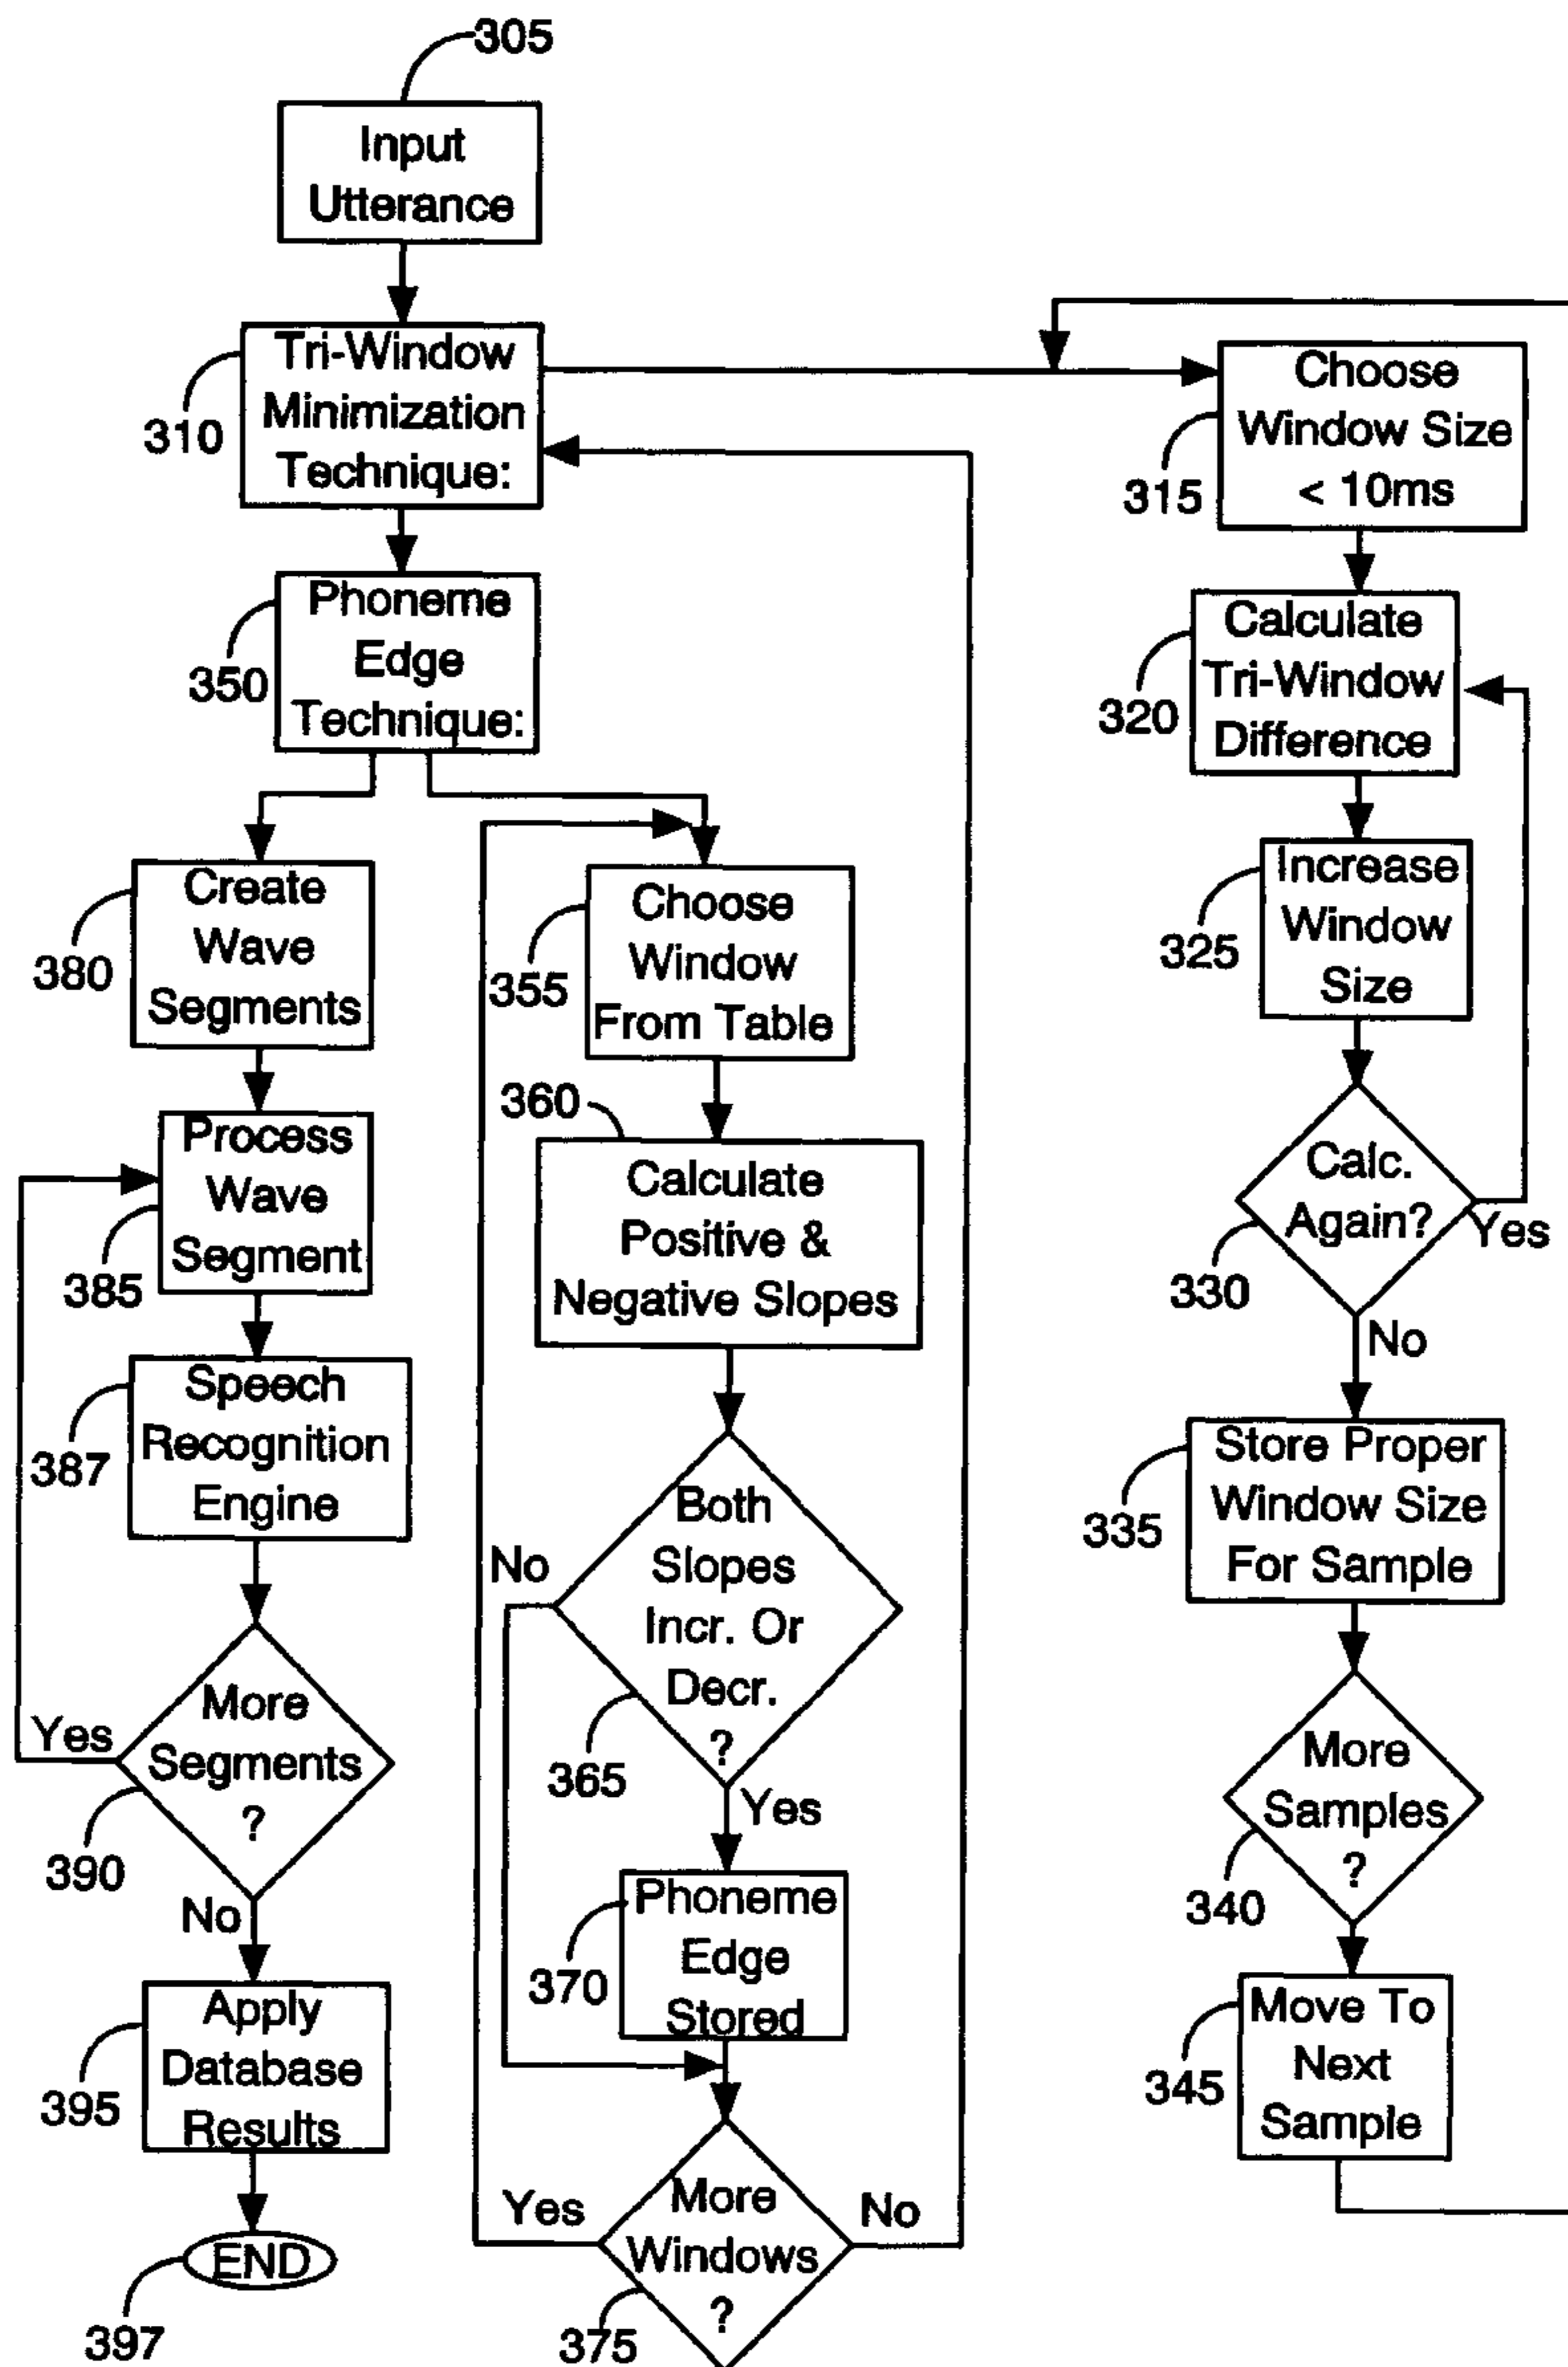 305
Input
Utterance
310
Tri-Window
Minimization
Technique:
350
Phoneme
Edge
Technique:
380
Create
Wave
Segments
385
Process
Wave
Segment
387
Speech
Recognition
Engine
390
More
Segments
?
Yes
No
395
Apply
Database
Results
397
END
355
Choose
Window
From Table
360
Calculate
Positive &
Negative Slopes
365
Both
Slopes
Incr. Or
Decr.
?
No
Yes
370
Phoneme
Edge
Stored
375
More
Windows
?
Yes
No
315
Choose
Window Size
< 10ms
320
Calculate
Tri-Window
Difference
325
Increase
Window
Size
330
Calc.
Again?
Yes
No
335
Store Proper
Window Size
For Sample
340
More
Samples
?
345
Move To
Next
Sample